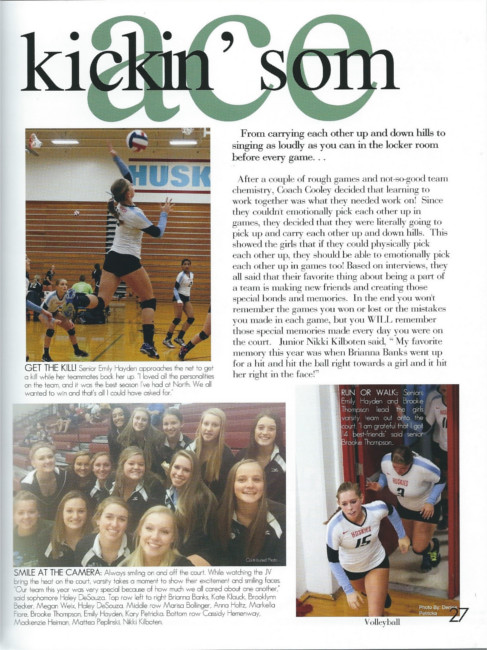 kickin' some
ace
From carrying each other up and down hills to
singing as loudly as you can in the locker room
before every game. . .
After a couple of rough games and not-so-good team
chemistry, Coach Cooley decided that learning to
work together was what they needed work on! Since
they couldnt emotionally pick each other up in
games, they decided that they were literally going to
pick up and carry each other up and down hills. This
showed the girls that if they could physically pick
each other up, they should be able to emotionally pick
each other up in games too! Based on interviews, they
all said that their favorite thing about being a part of
a team is making new friends and creating those
special bonds and memories. In the end you won't
remember the games you won or lost or the mistakes
you made in each game, but you WILL remember
those special memories made every day you were on
the court. Junior Nikki Kilboten said, " My favorite
memory this year was when Brianna Banks went up
for a hit and hit the ball right towards a girl and it hit
her right in the face!"
HUSK
GET THE KILL! Senior Emily Hayden approaches the net to get
a kill while her teammates back her up. "I loved all the personalities
on the team, and it was the best season I've had at North. We all
wanted to win and that's all I could have asked for."
RUN OR WALK: Seniors
Emily Hayden and Brooke
Thompson lead the girls
varsity team out onto the
court. "I am grateful that I got
14 best-friends" said senior
Brooke Thompson.
HUSKIES
15
3
SMILE AT THE CAMERA: Always smiling on and off the court. While watching the JV
bring the heat on the court, varsity takes a moment to show their excitement and smiling faces.
"Our team this year was very special because of how much we all cared about one another,"
said sophomore Haley DeSouza. Top row left to right Brianna Banks, Kate Klauck, Brooklynn
Becker, Megan Weix, Haley DeSouza. Middle row Marisa Bollinger, Anna Holtz, Markella
Fiore, Brooke Thompson, Emily Hayden, Kary Petricka. Bottom row Cassidy Hemenway,
Mackenzie Heiman, Mattea Peplinski, Nikki Kilboten.
Photo By:
Volleyball
27